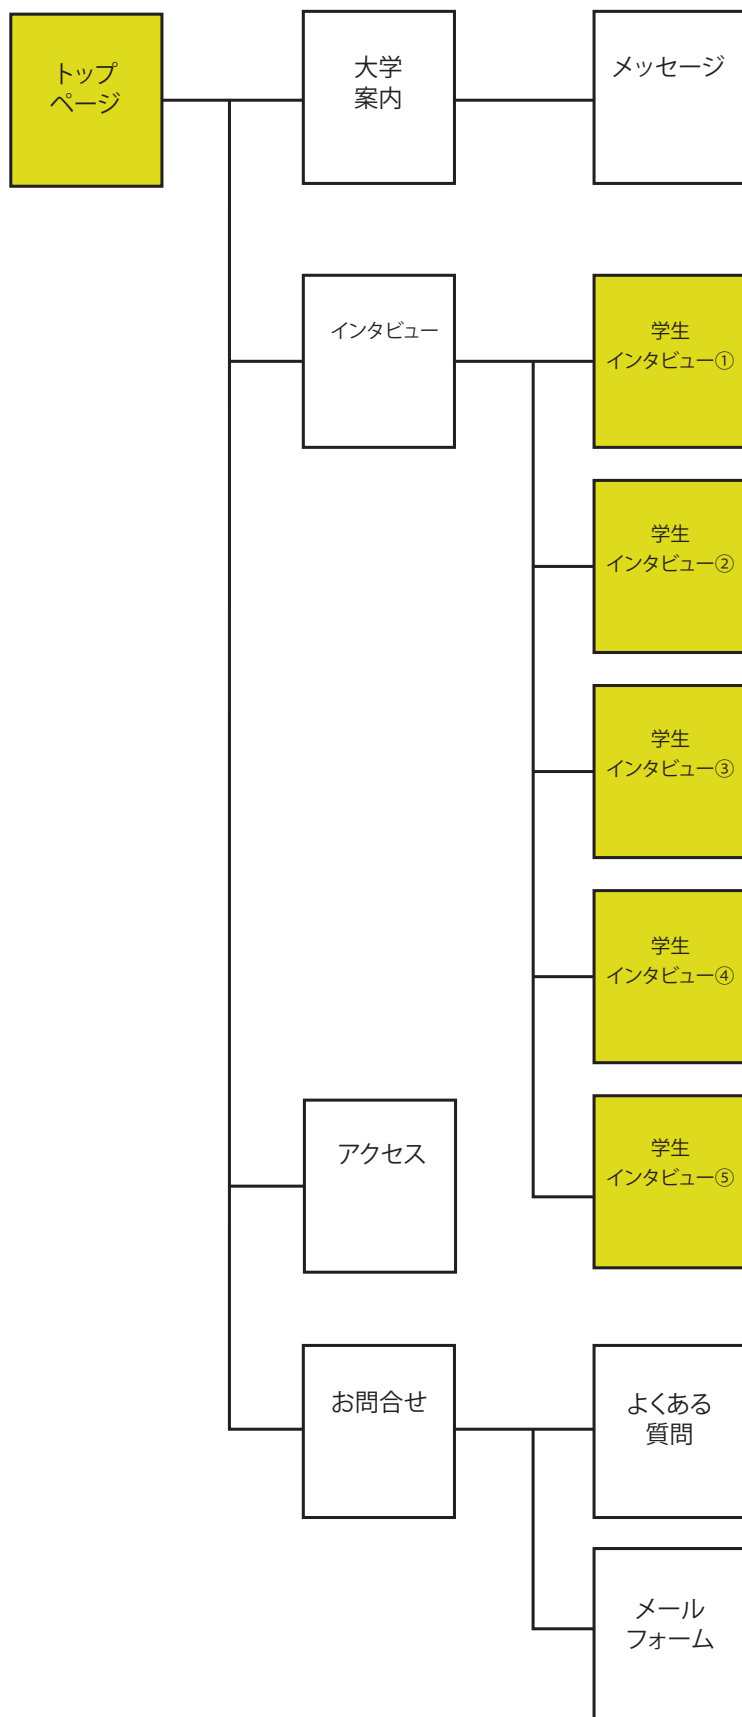 トップ
ページ
大学
案内
メッセージ
インタビュー
学生
インタビュー①
学生
インタビュー②
学生
インタビュー③
学生
インタビュー④
学生
インタビュー⑤
アクセス
お問合せ
よくある
質問
メール
フォーム